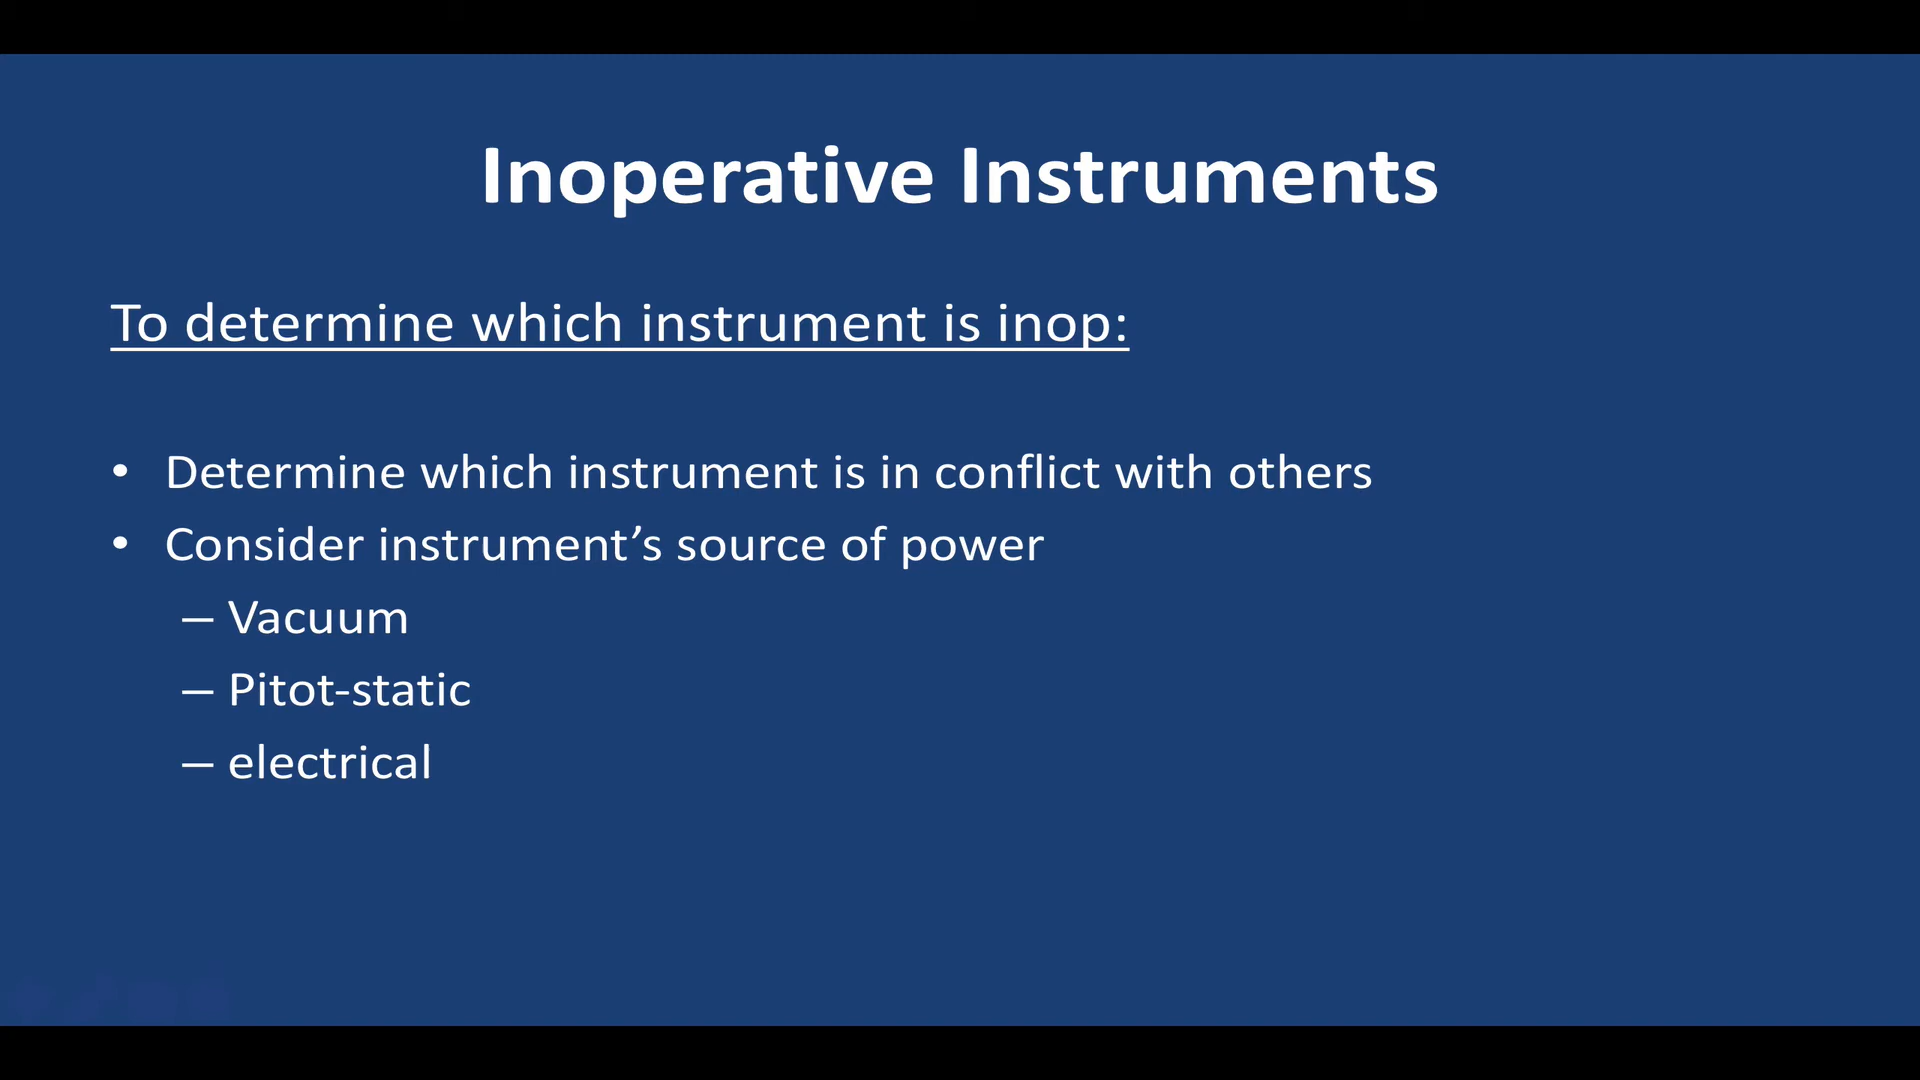 Inoperative Instruments
To determine which instrument is inop:
• Determine which instrument is in conflict with others
• Consider instrument’s source of power
– Vacuum
– Pitot-static
– electrical